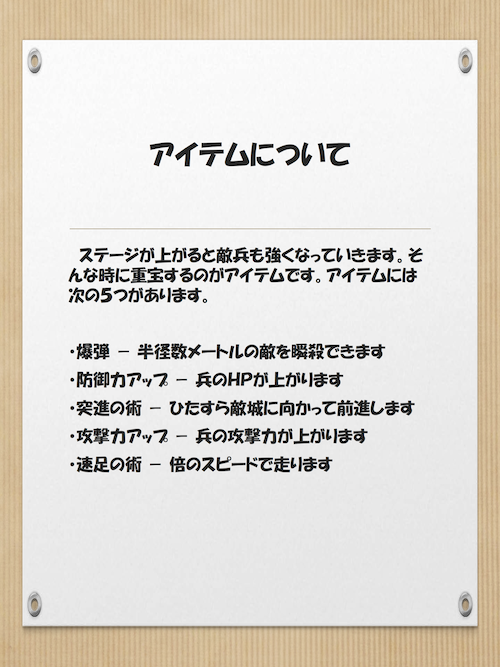 アイテムについて
ステージが上がると敵兵も強くなっていきます。そ
んな時に重宝するのがアイテムです。アイテムには
次の5つがあります。
・爆弾 － 半径数メートルの敵を瞬殺できます
・防御力アップ － 兵のHPが上がります
・突進の術 － ひたすら敵城に向かって前進します
・攻撃力アップ － 兵の攻撃力が上がります
・速足の術 － 倍のスピードで走ります